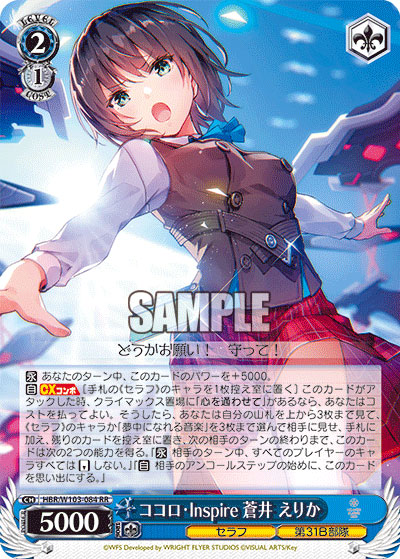 LEVEL
2
1
COST
SAMPLE
どうかお願い! 守って!
永 あなたのターン中、このカードのパワーを+5000。
自 CXコンボ [手札の《セラフ》のキャラを1枚控え室に置く] このカードがア
タックした時、クライマックス置場に「心を通わせて」があるなら、あなたはコ
ストを払ってよい。そうしたら、あなたは自分の山札を上から3枚まで見て、
《セラフ》のキャラか「夢中になれる音楽」を3枚まで選んで相手に見せ、手札に
加え、残りのカードを控え室に置き、次の相手のターンの終わりまで、このカー
ドは次の2つの能力を得る。『永 相手のターン中、すべてのプレイヤーのキャ
ラすべては『』。』『自 相手のアンコールステップの始めに、このカード
を思い出にする。』
CH HBR/W103-084 RR
5000
ココロ・Inspire 蒼井 えりか
セラフ
第31B部隊
©WFS Developed by WRIGHT FLYER STUDIOS ©VISUAL ARTS/Key